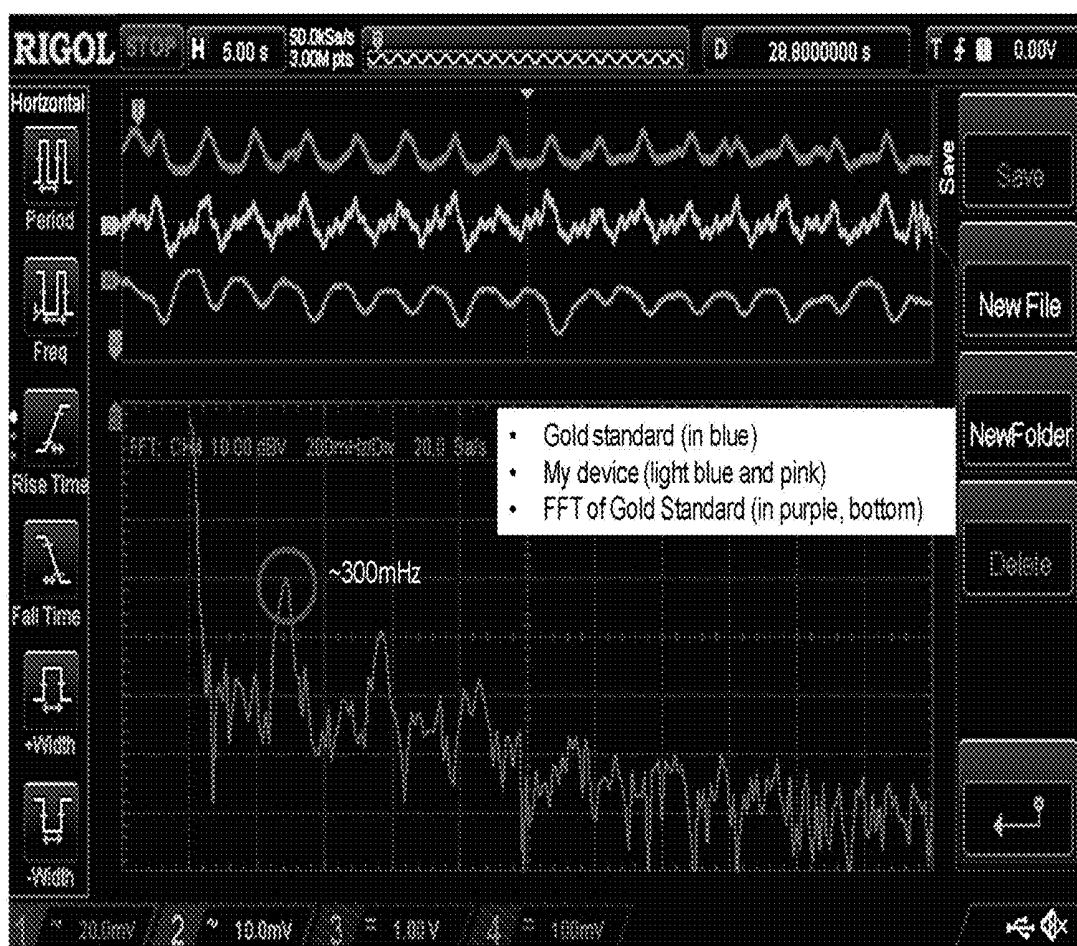 RIGOL STOP H 5.00 s 50.0kSa/s D 28.8000000 s T 0.00V
3.00M pts
Horizontal
Save
Save
Period
New File
Freq
• Gold standard (in blue)
NewFolder
• My device (light blue and pink)
Rise Time
• FFT of Gold Standard (in purple, bottom)
~300mHz
Delete
Fall Time
+Width
-Width
1 ~ 20.0mV 2 ~ 10.0mV 3 = 1.00 V 4 = 100mV